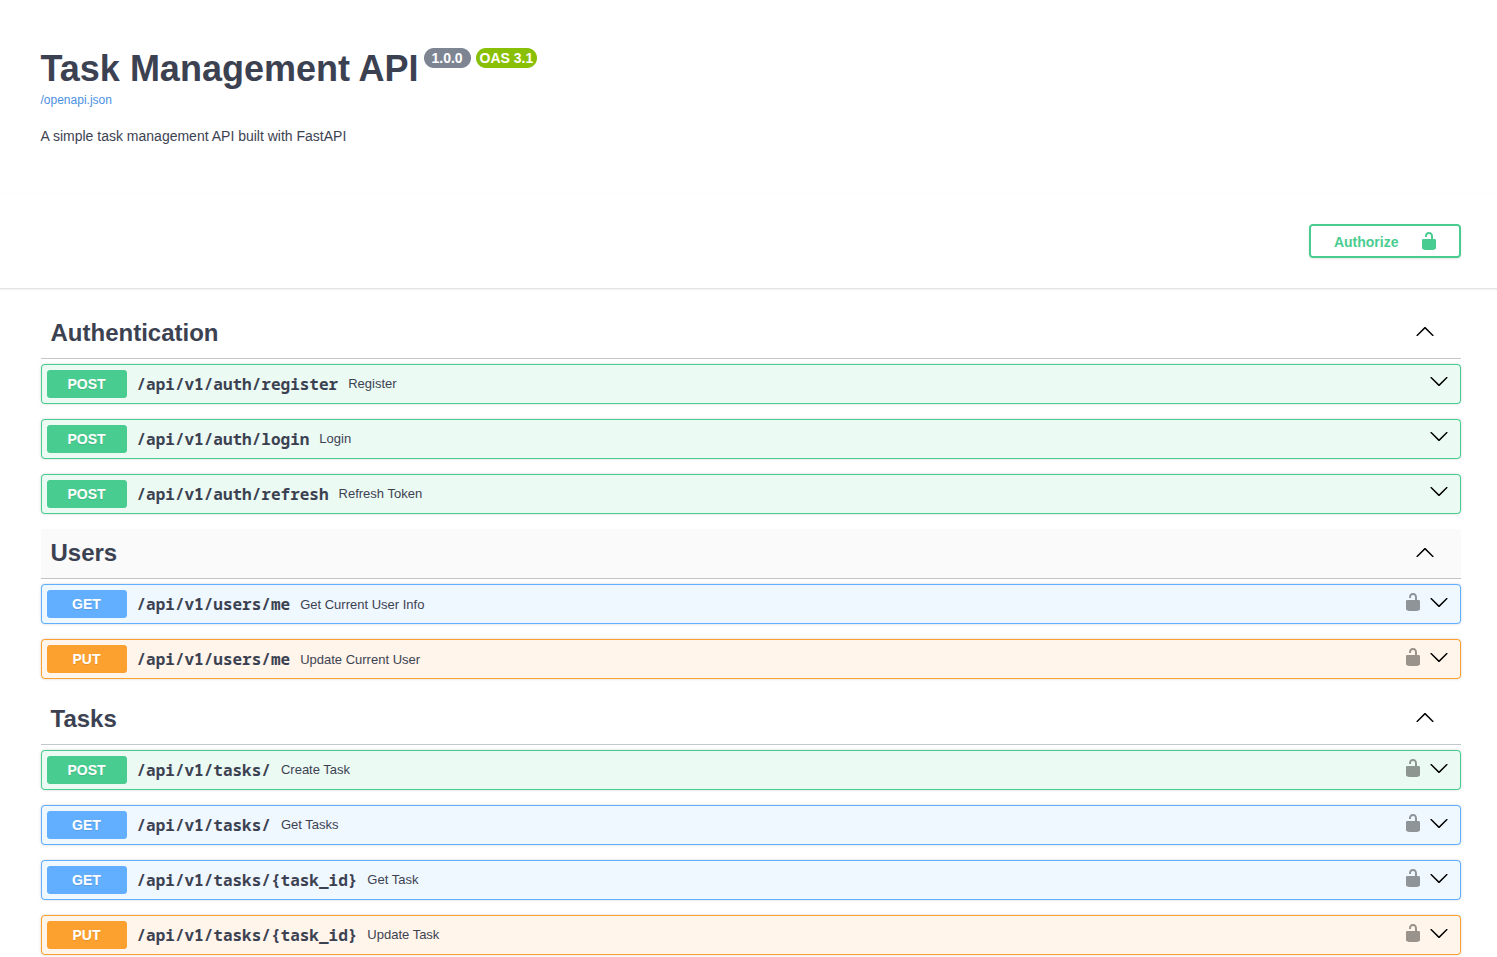 Task Management API 1.0.0 OAS 3.1
/openapi.json
A simple task management API built with FastAPI
Authorize
Authentication
POST /api/v1/auth/register Register
POST /api/v1/auth/login Login
POST /api/v1/auth/refresh Refresh Token
Users
GET /api/v1/users/me Get Current User Info
PUT /api/v1/users/me Update Current User
Tasks
POST /api/v1/tasks/ Create Task
GET /api/v1/tasks/ Get Tasks
GET /api/v1/tasks/{task_id} Get Task
PUT /api/v1/tasks/{task_id} Update Task